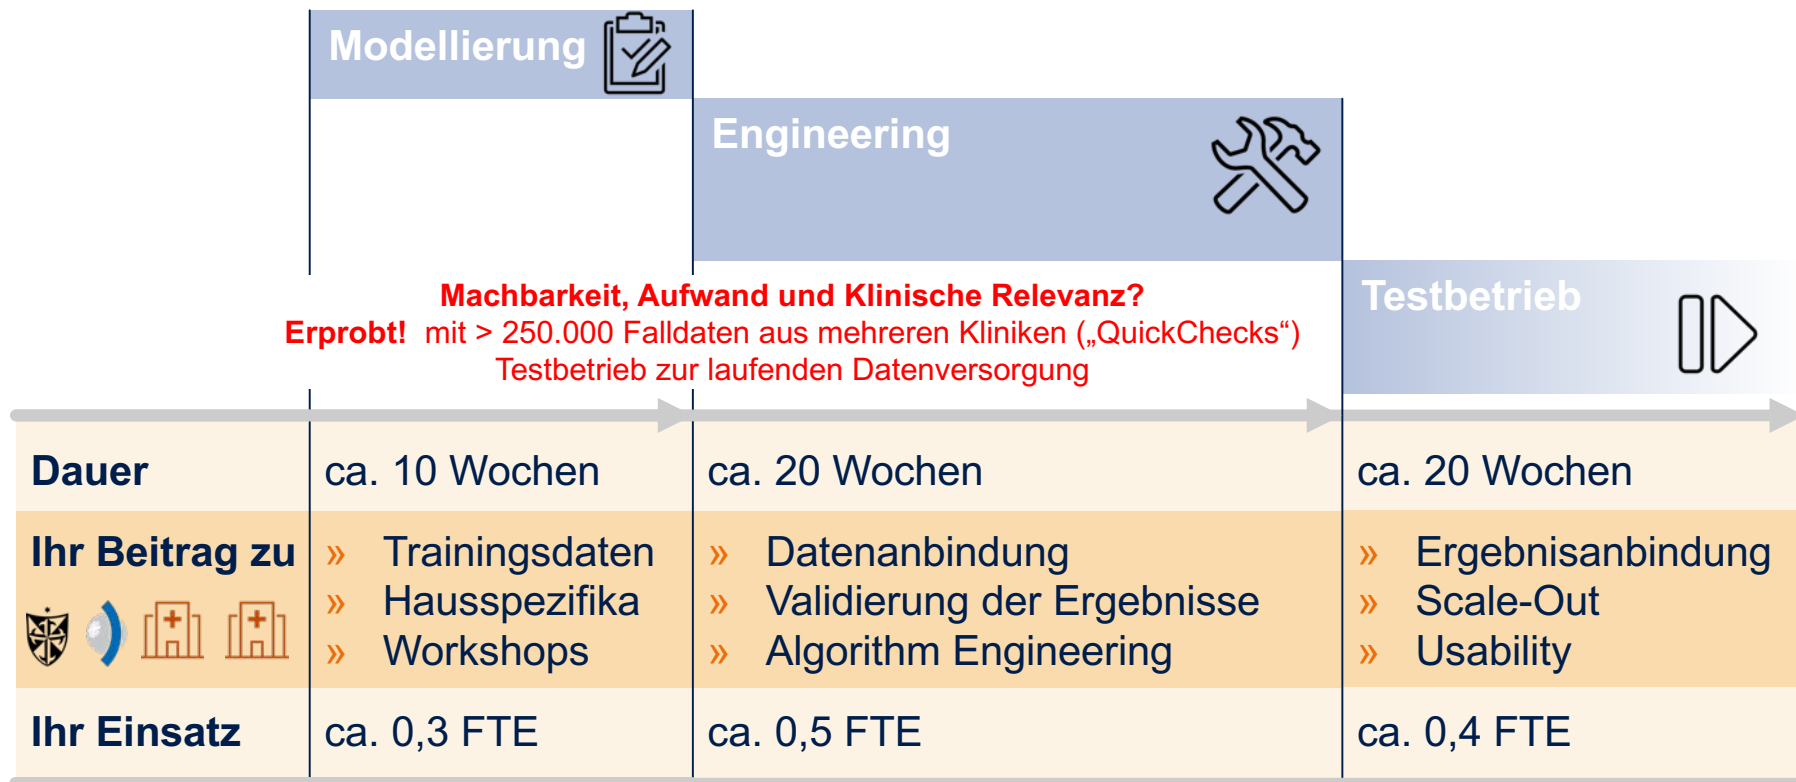 Modellierung
Engineering
Testbetrieb
Machbarkeit, Aufwand und Klinische Relevanz?
Erprobt! mit > 250.000 Falldaten aus mehreren Kliniken („QuickChecks“)
Testbetrieb zur laufenden Datenversorgung
Dauer
ca. 10 Wochen
ca. 20 Wochen
ca. 20 Wochen
Ihr Beitrag zu
» Trainingsdaten
» Hausspezifika
» Workshops
» Datenanbindung
» Validierung der Ergebnisse
» Algorithm Engineering
» Ergebnisanbindung
» Scale-Out
» Usability
Ihr Einsatz
ca. 0,3 FTE
ca. 0,5 FTE
ca. 0,4 FTE